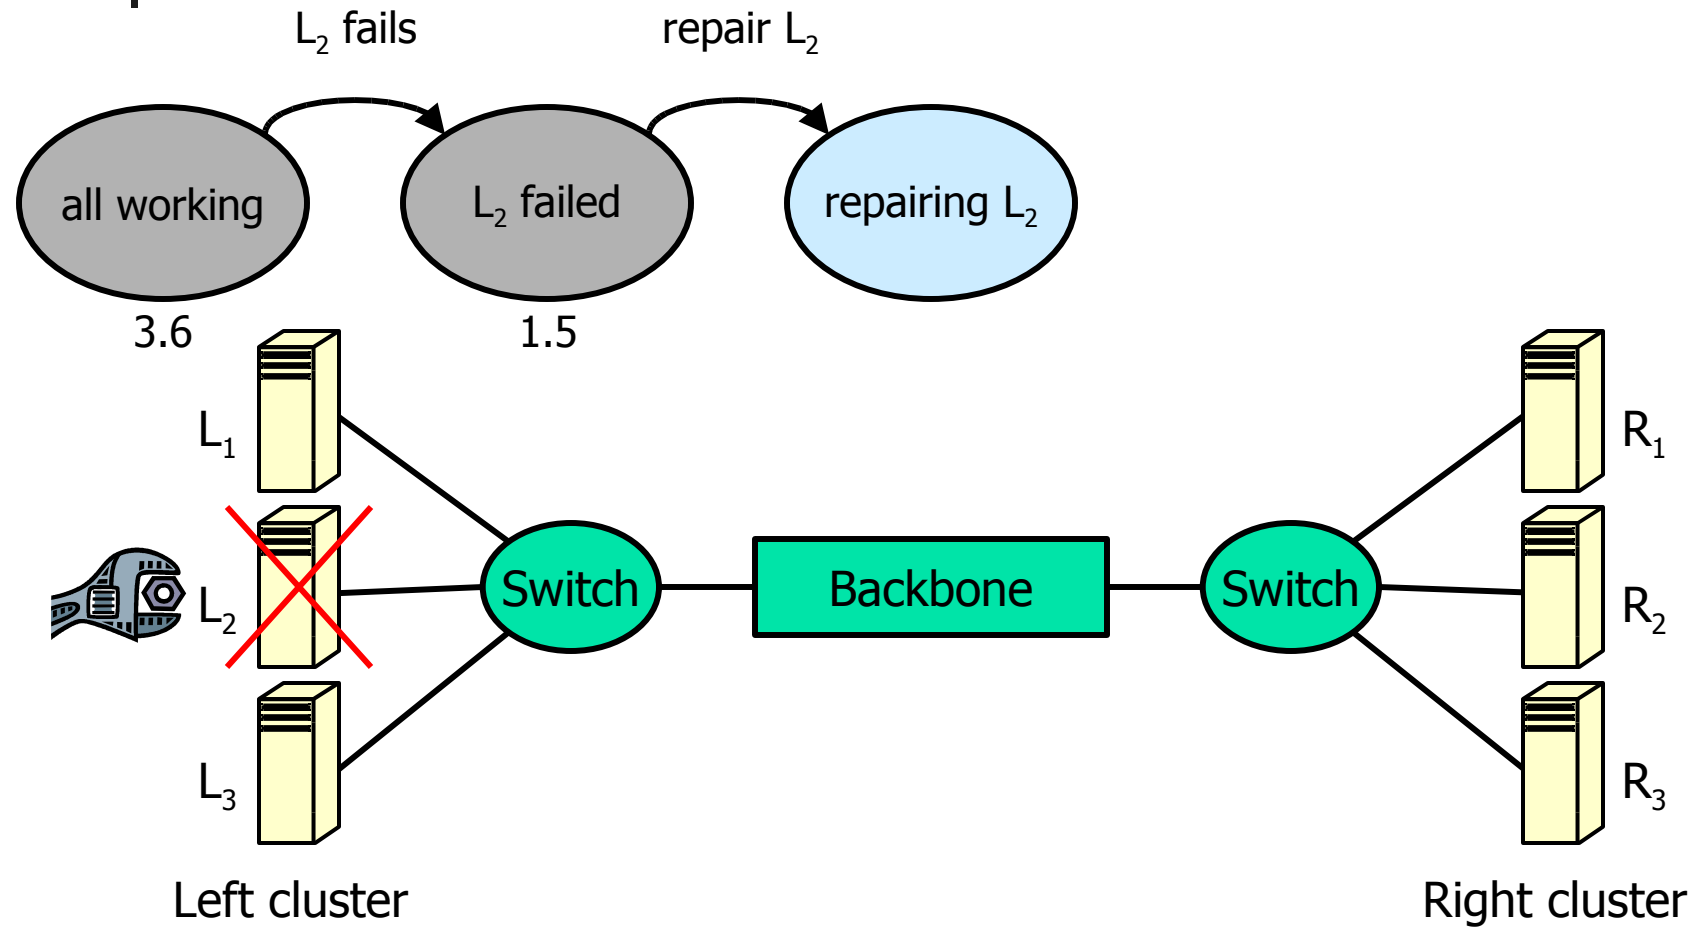 L₂ fails
repair L₂
all working
L₂ failed
repairing L₂
3.6
1.5
L₁
R₁
L₂
Switch
Backbone
Switch
R₂
L₃
R₃
Left cluster
Right cluster